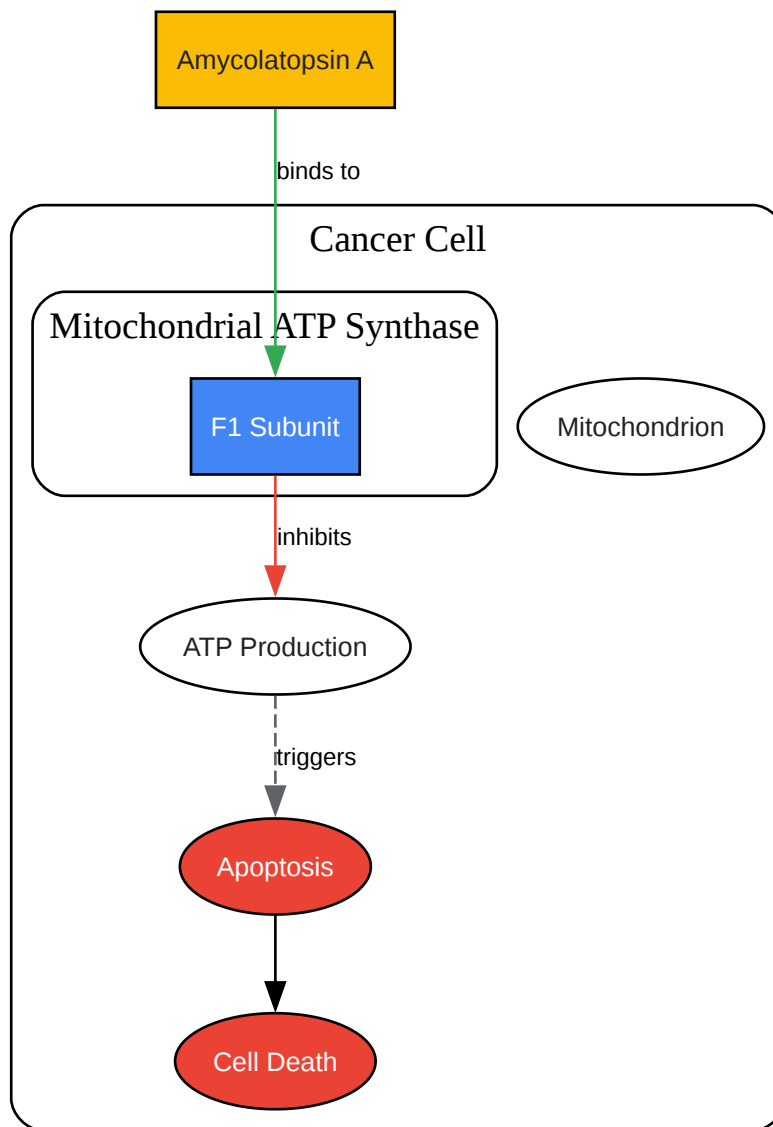 Amycolatopsin A
binds to
Cancer Cell
Mitochondrial ATP Synthase
F1 Subunit
Mitochondrion
inhibits
ATP Production
triggers
Apoptosis
Cell Death